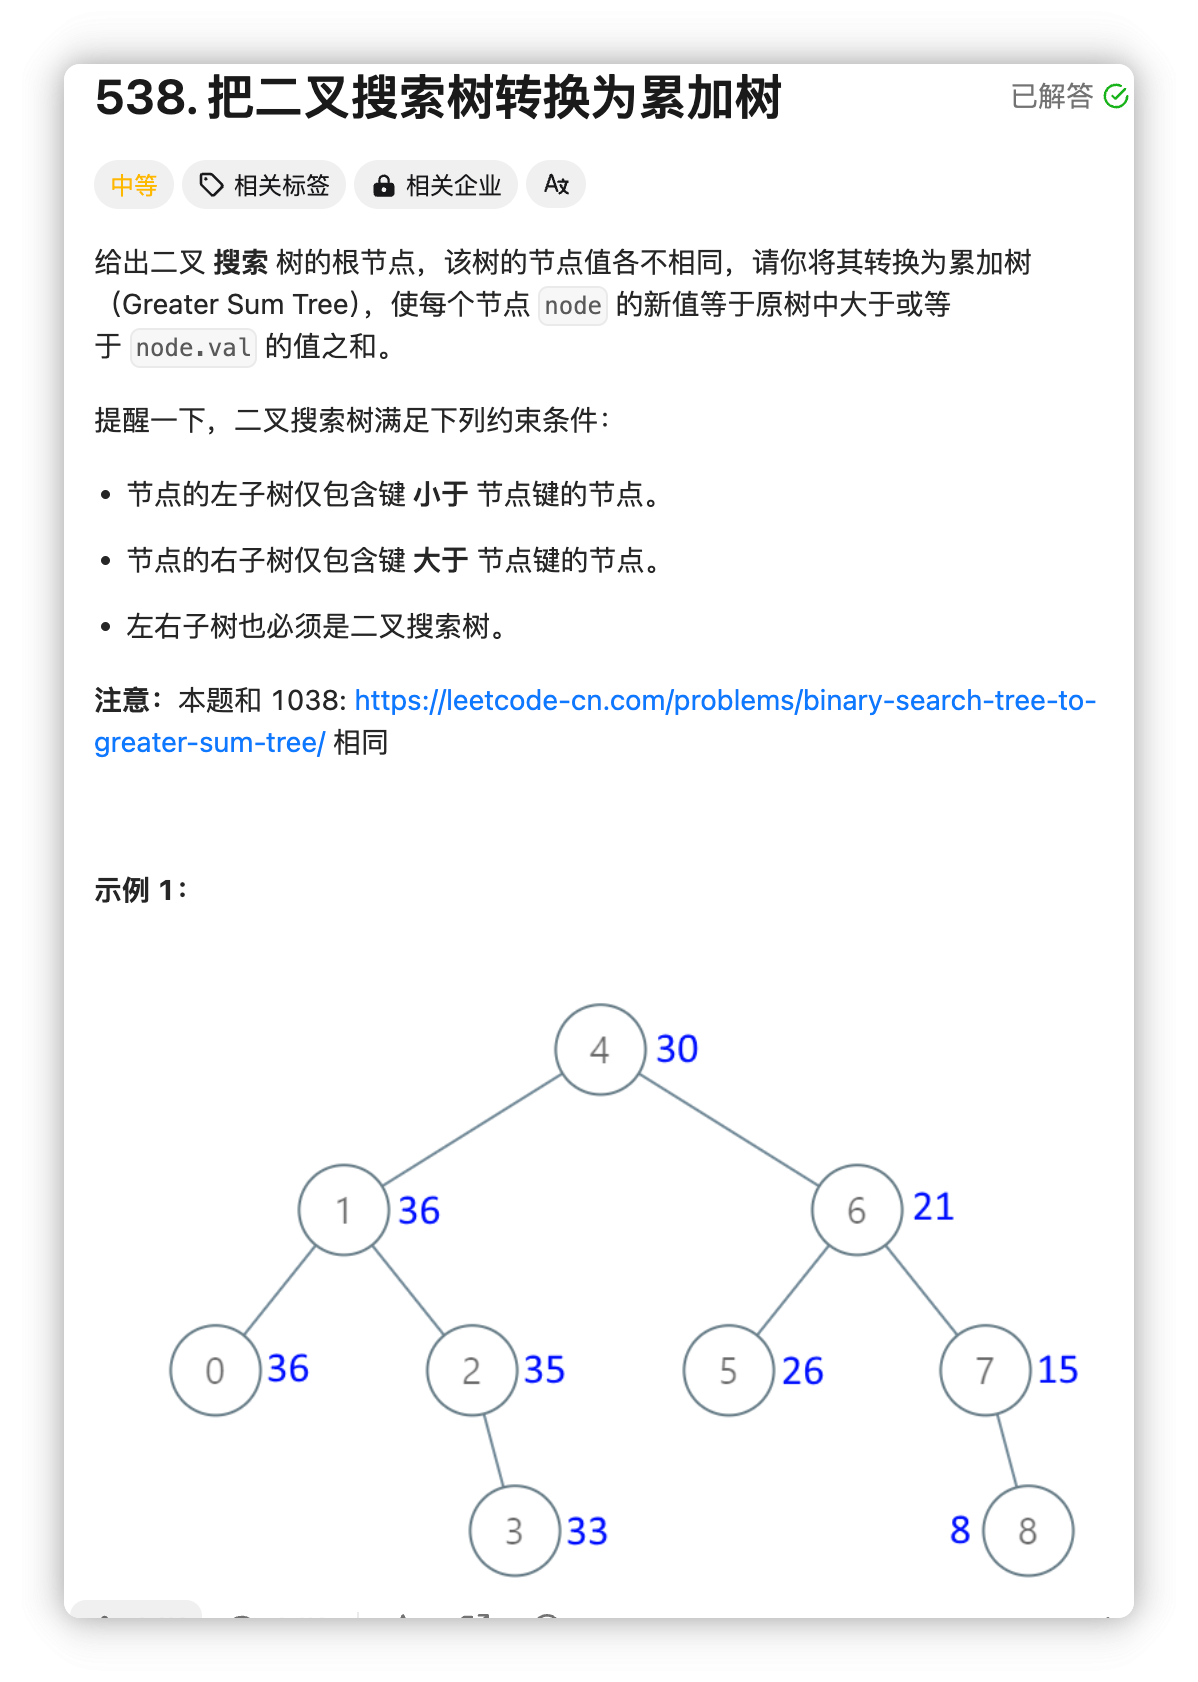 538. 把二叉搜索树转换为累加树
已解答
中等
相关标签
相关企业
A文
给出二叉 搜索 树的根节点，该树的节点值各不相同，请你将其转换为累加树
（Greater Sum Tree），使每个节点 node 的新值等于原树中大于或等
于 node.val 的值之和。
提醒一下，二叉搜索树满足下列约束条件：
• 节点的左子树仅包含键 小于 节点键的节点。
• 节点的右子树仅包含键 大于 节点键的节点。
• 左右子树也必须是二叉搜索树。
注意：本题和 1038: https://leetcode-cn.com/problems/binary-search-tree-to-
greater-sum-tree/ 相同
示例 1：
4 30
1 36
6 21
0 36
2 35
5 26
7 15
3 33
8 8